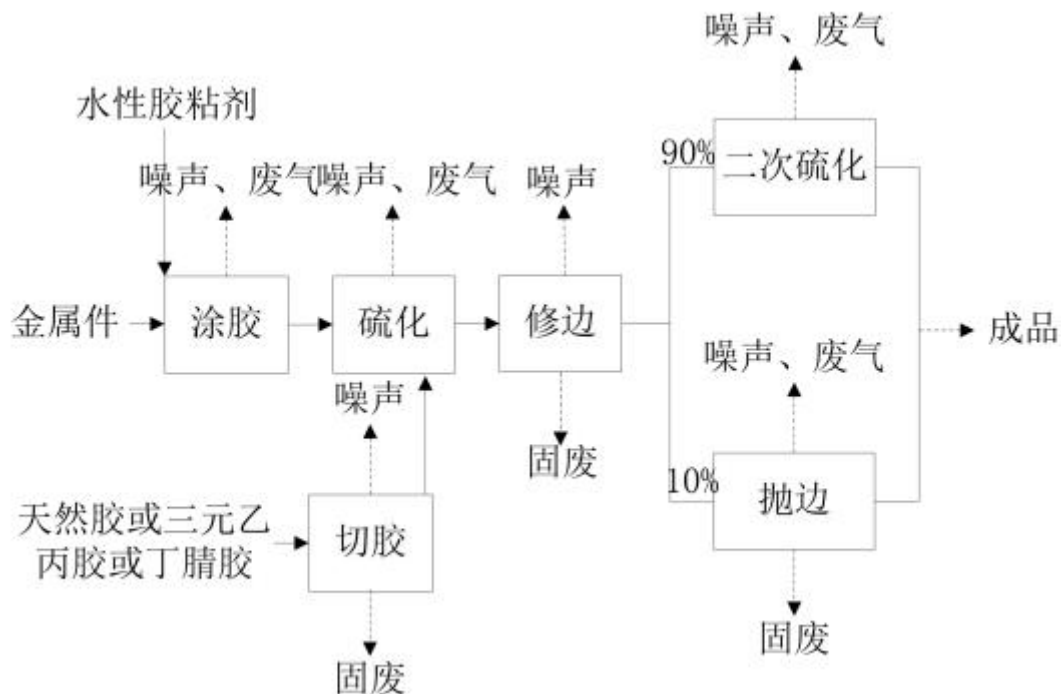 噪声、废气
水性胶粘剂
90%
二次硫化
噪声、废气
噪声、废气
噪声
金属件
涂胶
硫化
修边
成品
噪声、废气
噪声
固废
10%
抛边
天然胶或三元乙
丙胶或丁腈胶
切胶
固废
固废